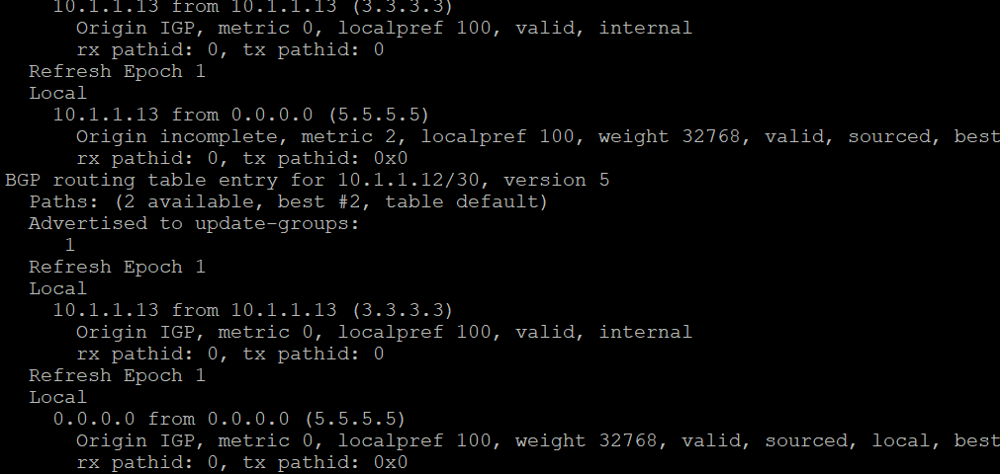 10.1.1.13 from 10.1.1.13 (3.3.3.3)
Origin IGP, metric 0, localpref 100, valid, internal
rx pathid: 0, tx pathid: 0
Refresh Epoch 1
Local
10.1.1.13 from 0.0.0.0 (5.5.5.5)
Origin incomplete, metric 2, localpref 100, weight 32768, valid, sourced, best
rx pathid: 0, tx pathid: 0x0
BGP routing table entry for 10.1.1.12/30, version 5
Paths: (2 available, best #2, table default)
Advertised to update-groups:
1
Refresh Epoch 1
Local
10.1.1.13 from 10.1.1.13 (3.3.3.3)
Origin IGP, metric 0, localpref 100, valid, internal
rx pathid: 0, tx pathid: 0
Refresh Epoch 1
Local
0.0.0.0 from 0.0.0.0 (5.5.5.5)
Origin IGP, metric 0, localpref 100, weight 32768, valid, sourced, local, best
rx pathid: 0, tx pathid: 0x0